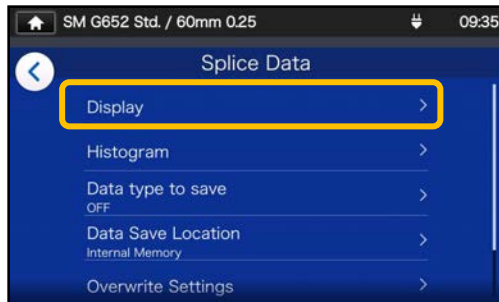 SM G652 Std. / 60mm 0.25 09:35
Splice Data
Display
Histogram
Data type to save
OFF
Data Save Location
Internal Memory
Overwrite Settings